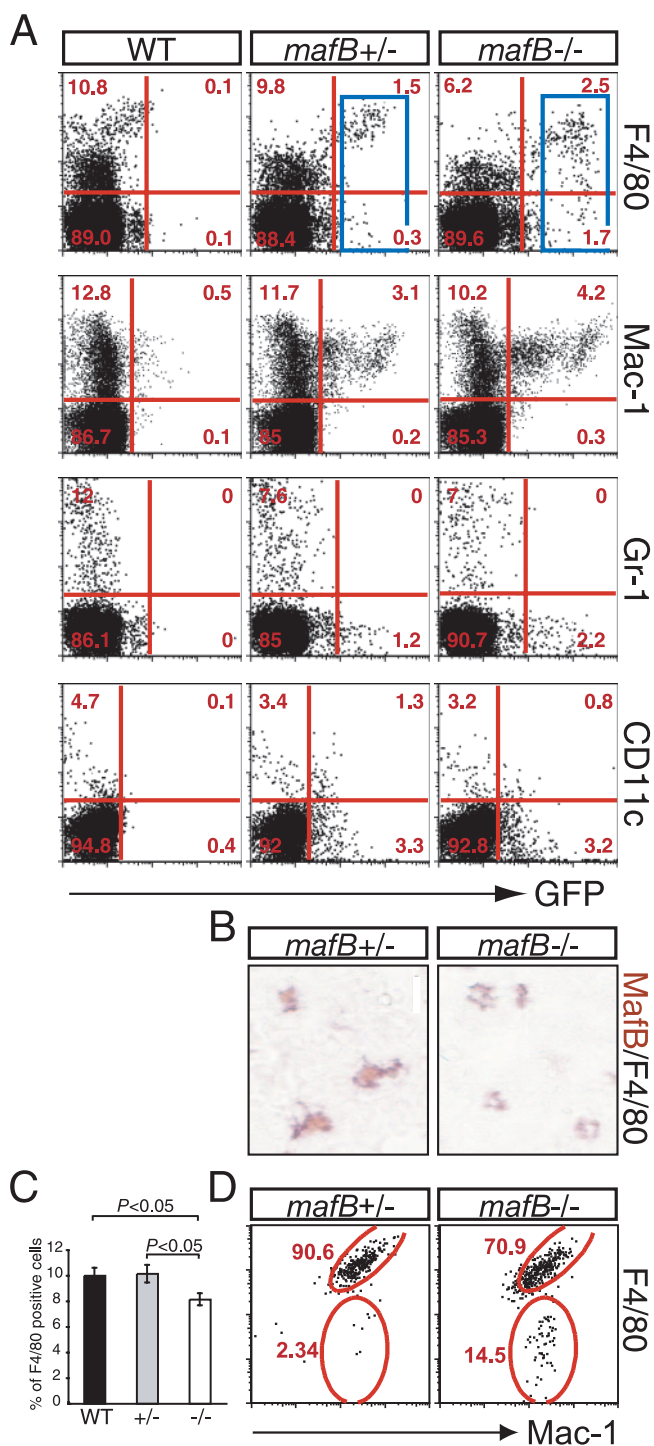 A
WT mafB+/- mafB-/-
10.8 0.1 9.8 1.5 6.2 2.5
F4/80
89.0 0.1 88.4 0.3 89.6 1.7
12.8 0.5 11.7 3.1 10.2 4.2
Mac-1
86.7 0.1 85 0.2 85.3 0.3
12 0 7.6 0 7 0
Gr-1
86.1 0 85 1.2 90.7 2.2
4.7 0.1 3.4 1.3 3.2 0.8
CD11c
94.8 0.4 92 3.3 92.8 3.2
GFP
B
mafB+/- mafB-/-
MafB/F4/80
C
P<0.05
P<0.05
% of F4/80 positive cells
12
10
8
6
4
2
0
WT +/- -/-
D
mafB+/- mafB-/-
90.6 70.9
F4/80
2.34 14.5
Mac-1